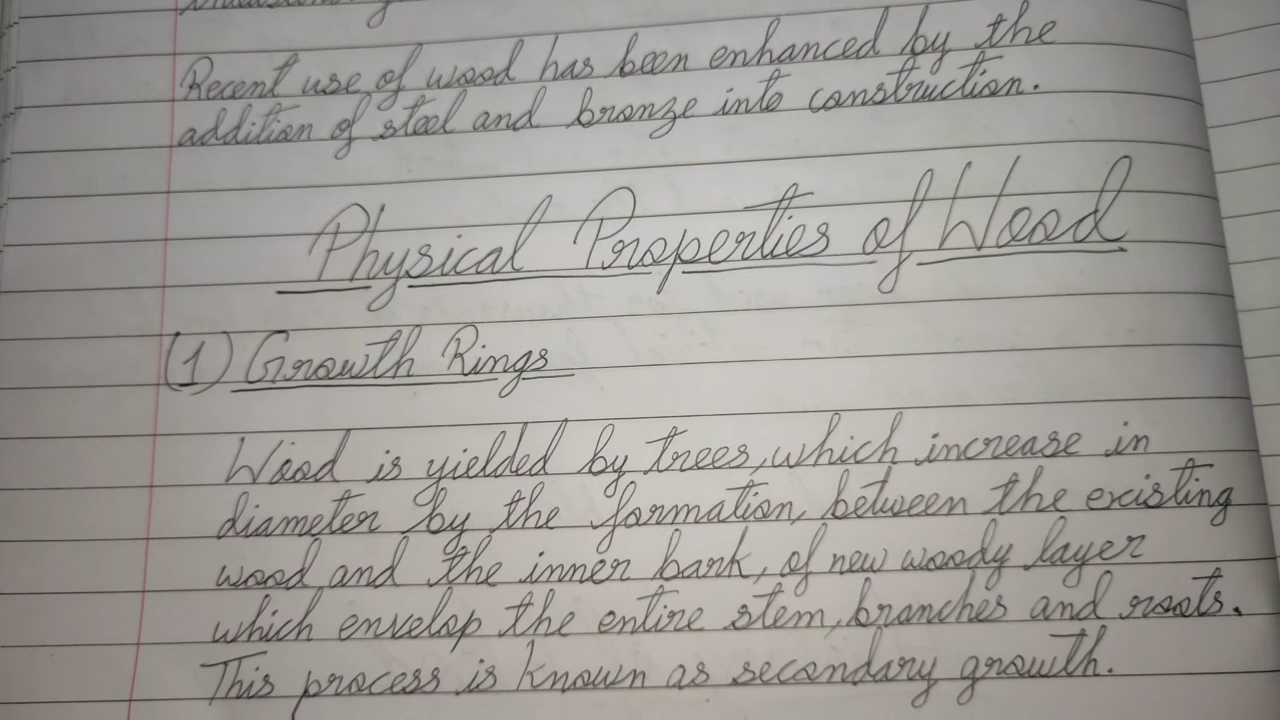 Recent use of wood has been enhanced by the
addition of steel and bronze into construction.
Physical Properties of Wood
(1) Growth Rings
Wood is yielded by trees, which increase in
diameter by the formation, between the existing
wood and the inner bark, of new woody layer
which envelop the entire stem, branches and roots.
This process is known as secondary growth.